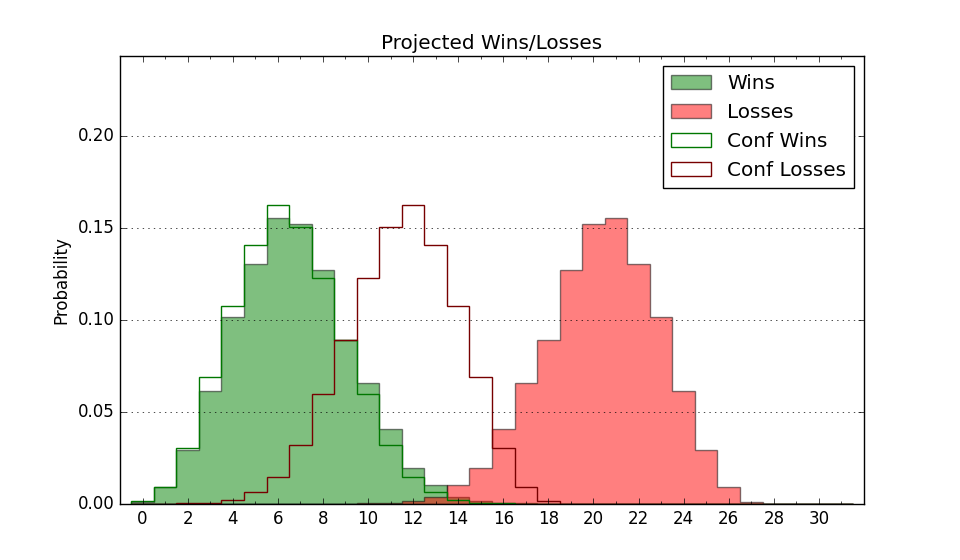 Projected Wins/Losses
Wins
Losses
Conf Wins
Conf Losses
Probability
0.20
0.15
0.10
0.05
0.00
0 2 4 6 8 10 12 14 16 18 20 22 24 26 28 30